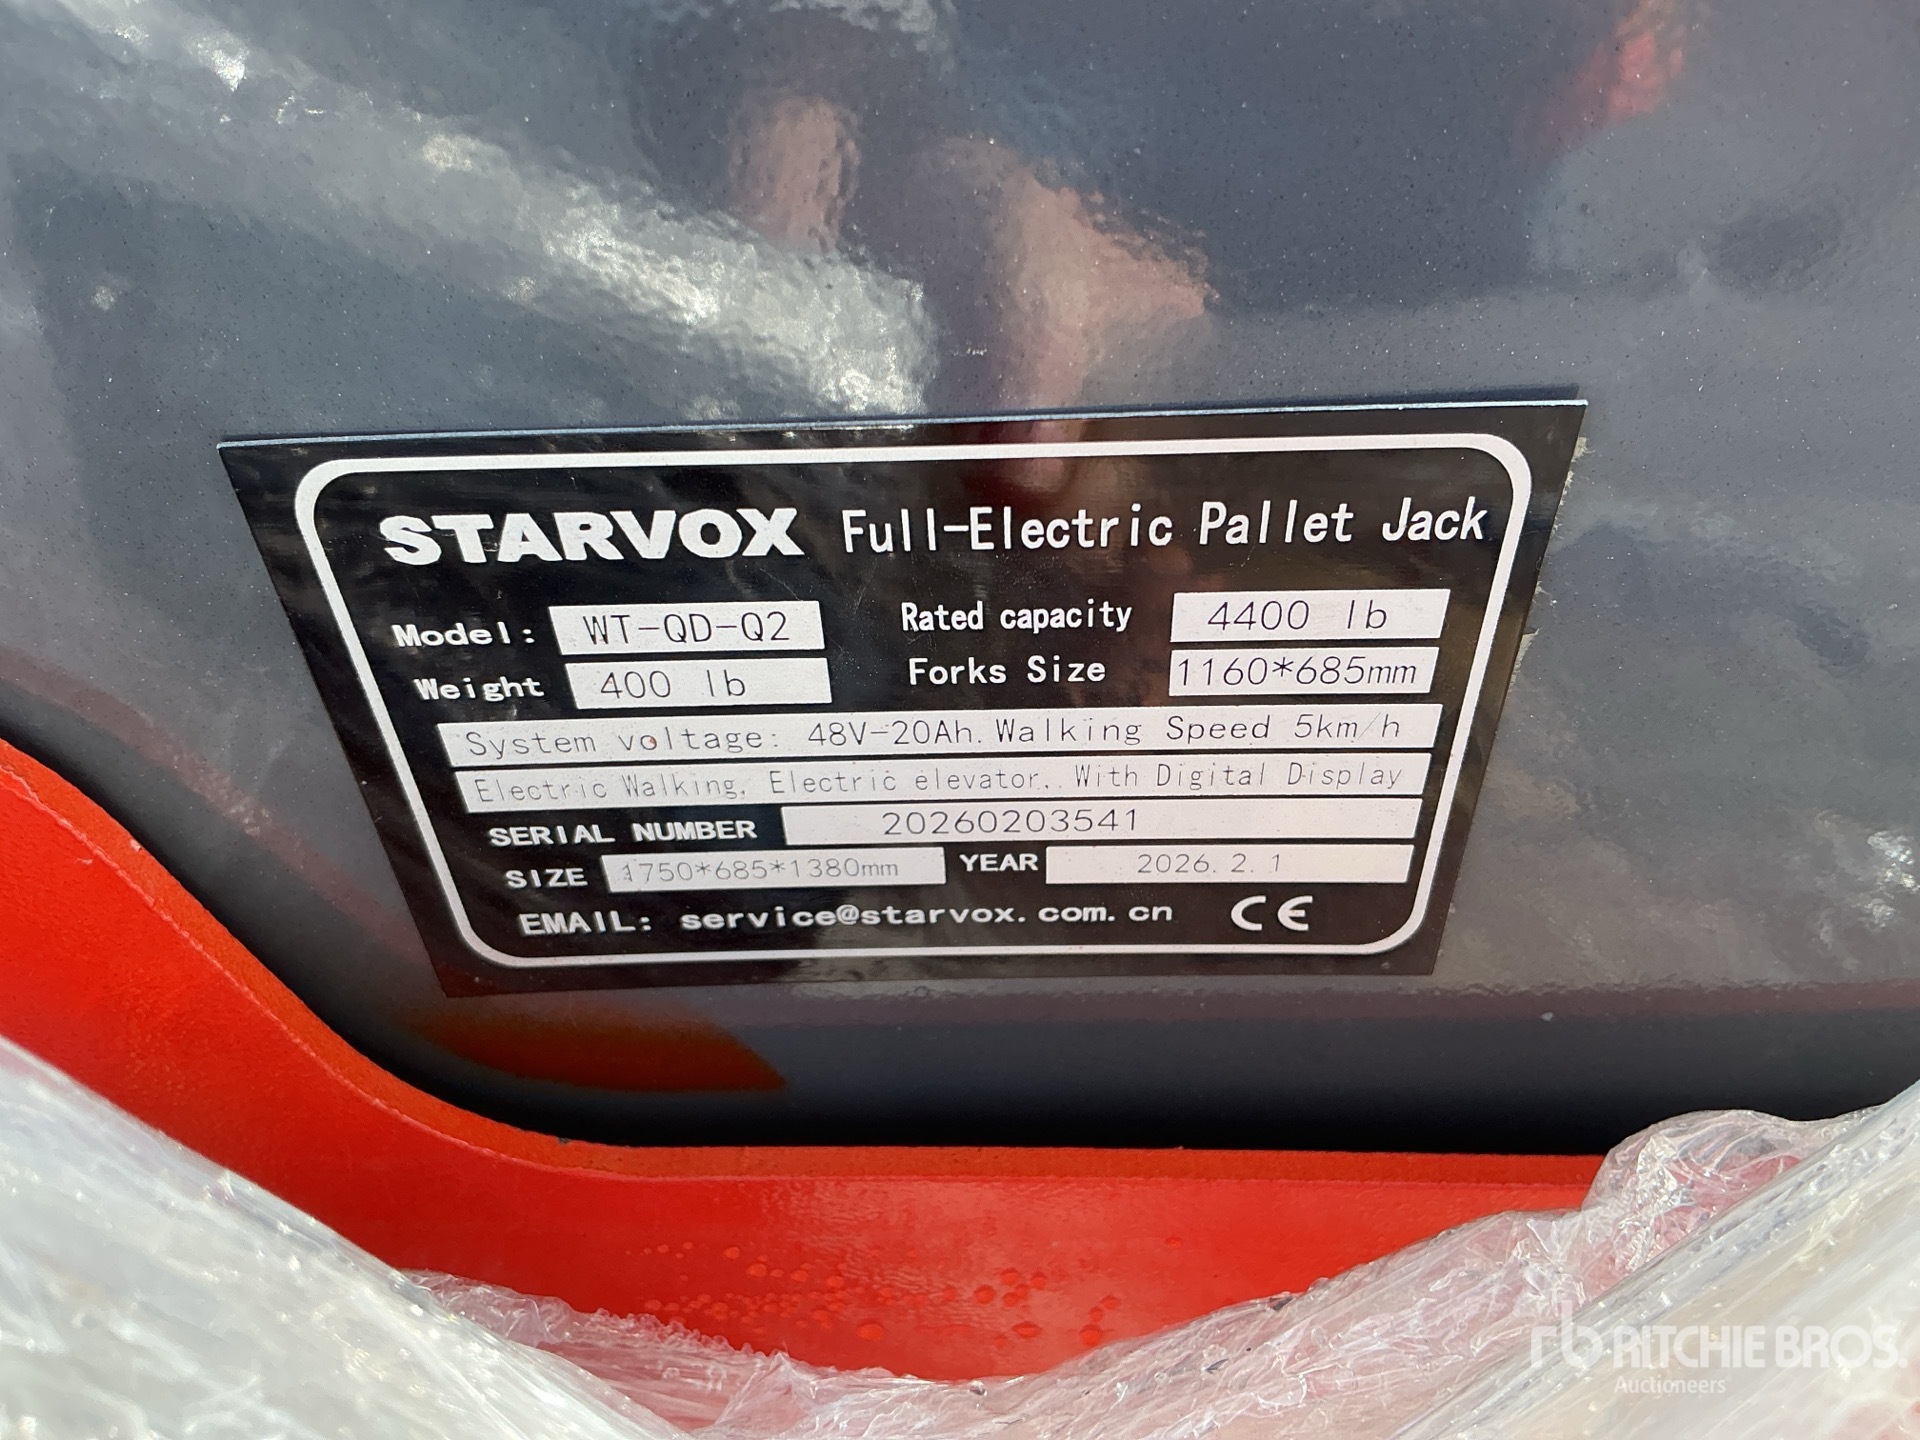 STARVOX Full-Electric Pallet Jack
Model: WT-QD-Q2 Rated capacity 4400 lb
Weight 400 lb Forks Size 1160*685mm
System voltage: 48V-20Ah. Walking Speed 5km/h
Electric Walking, Electric elevator,. With Digital Display
SERIAL NUMBER 20260203541
SIZE 1750*685*1380mm YEAR 2026. 2. 1
EMAIL: service@starvox.com.cn CE
rb RITCHIE BROS.
Auctioneers